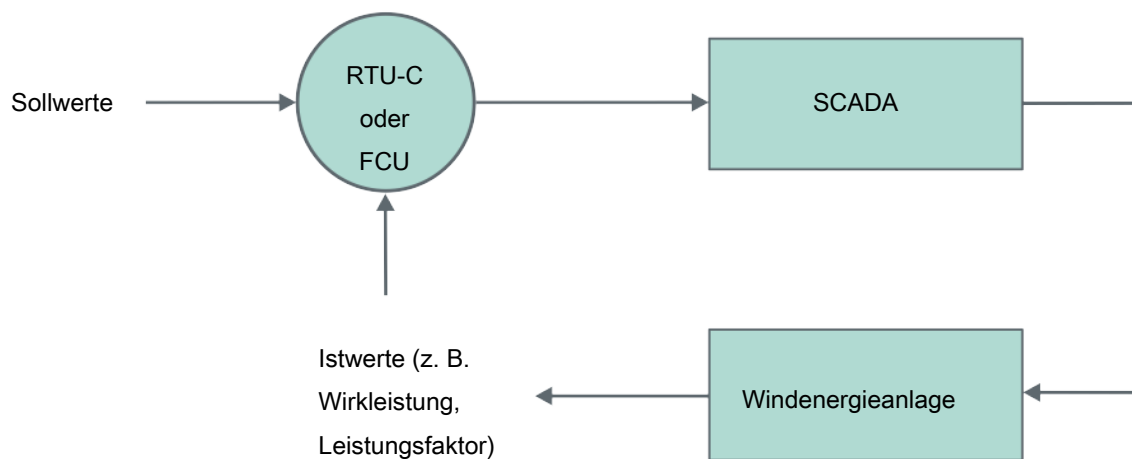 Sollwerte
RTU-C
oder
FCU
SCADA
Istwerte (z. B.
Wirkleistung,
Leistungsfaktor)
Windenergieanlage